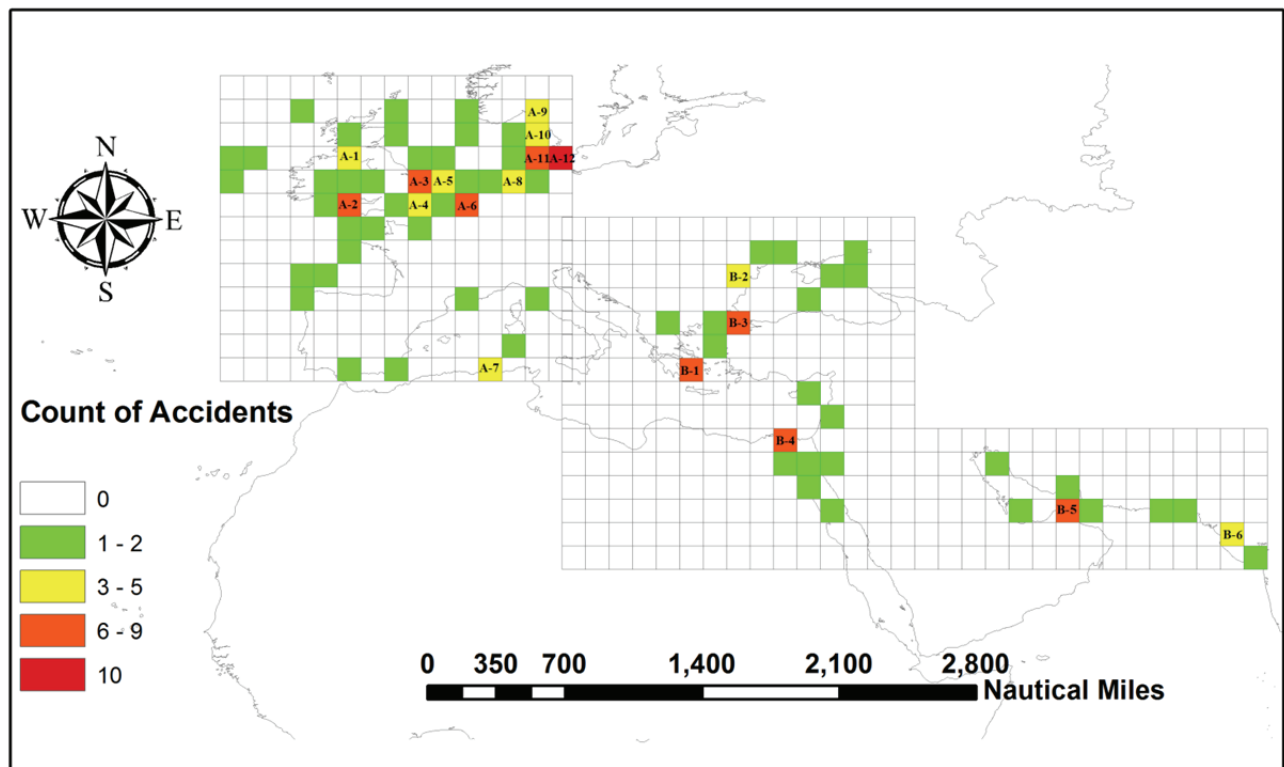 A-9
A-10
A-1
A-11
A-12
A-3
A-5
A-8
A-2
A-4
A-6
N
W
E
S
B-2
B-3
A-7
B-1
Count of Accidents
B-4
0
1 - 2
B-5
3 - 5
B-6
6 - 9
10
0 350 700 1,400 2,100 2,800
Nautical Miles